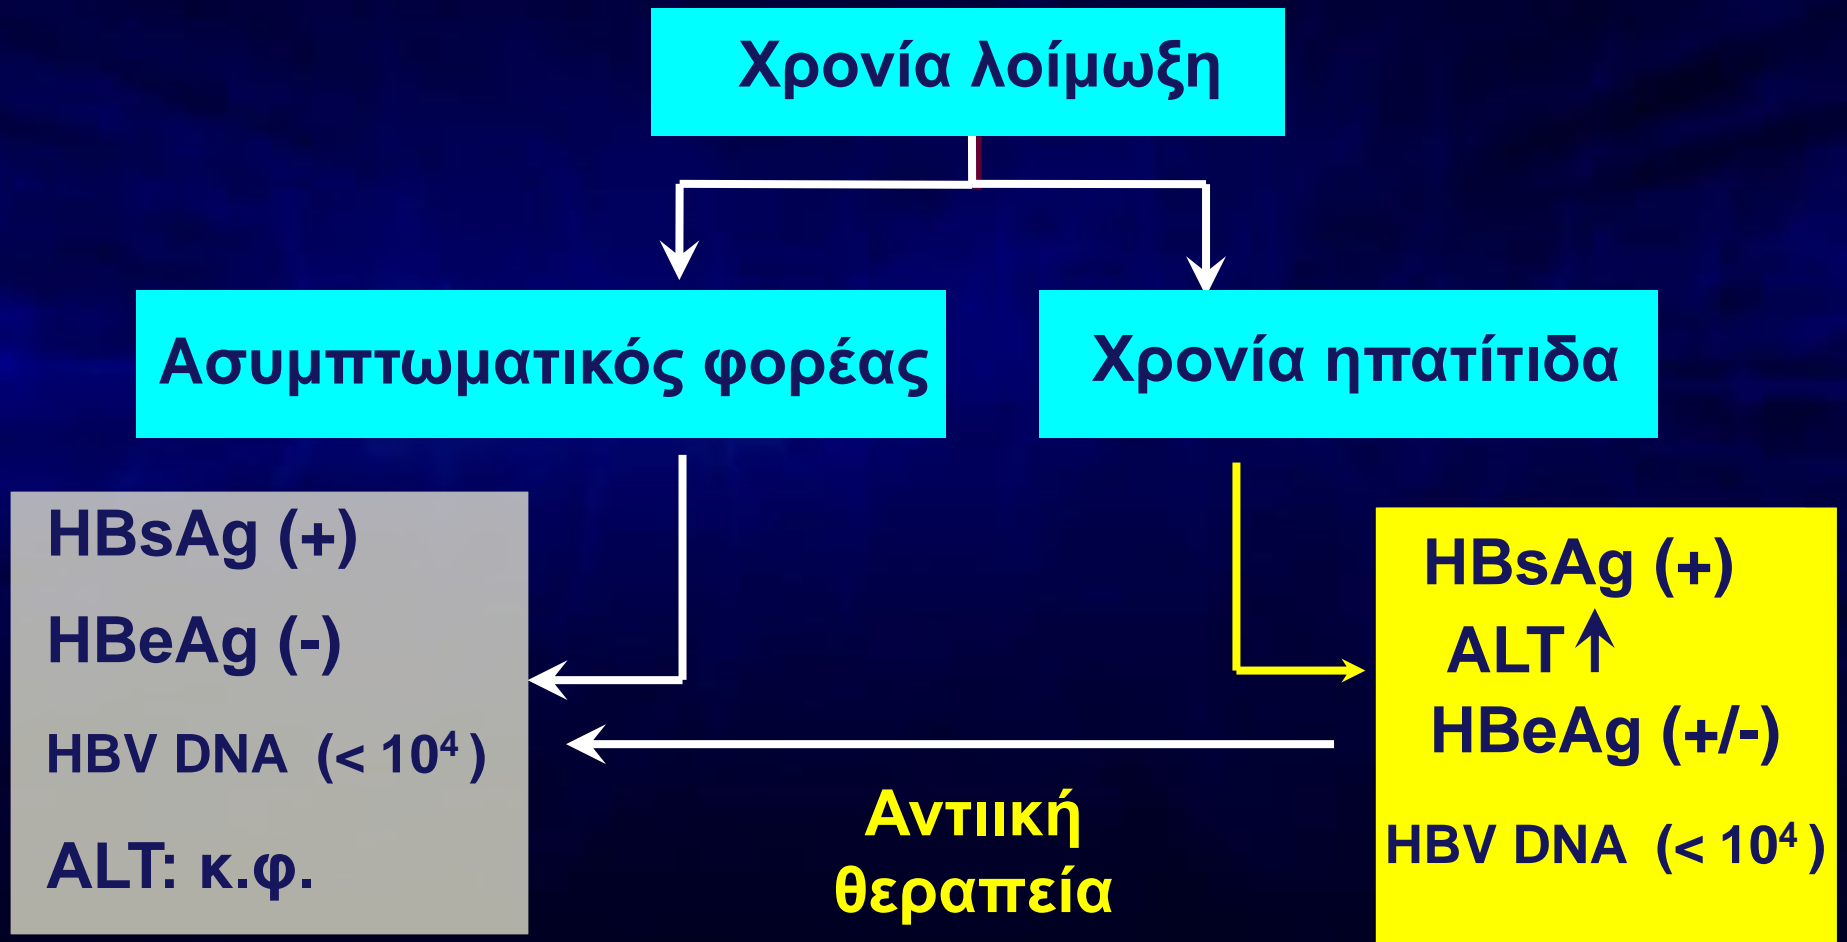 Χρονία λοίμωξη
Ασυμπτωματικός φορέας
Χρονία ηπατίτιδα
HBsAg (+)
HBeAg (-)
HBV DNA (< 10⁴ )
ALT: κ.φ.
Αντιική
θεραπεία
HBsAg (+)
ALT↑
HBeAg (+/-)
HBV DNA (< 10⁴ )